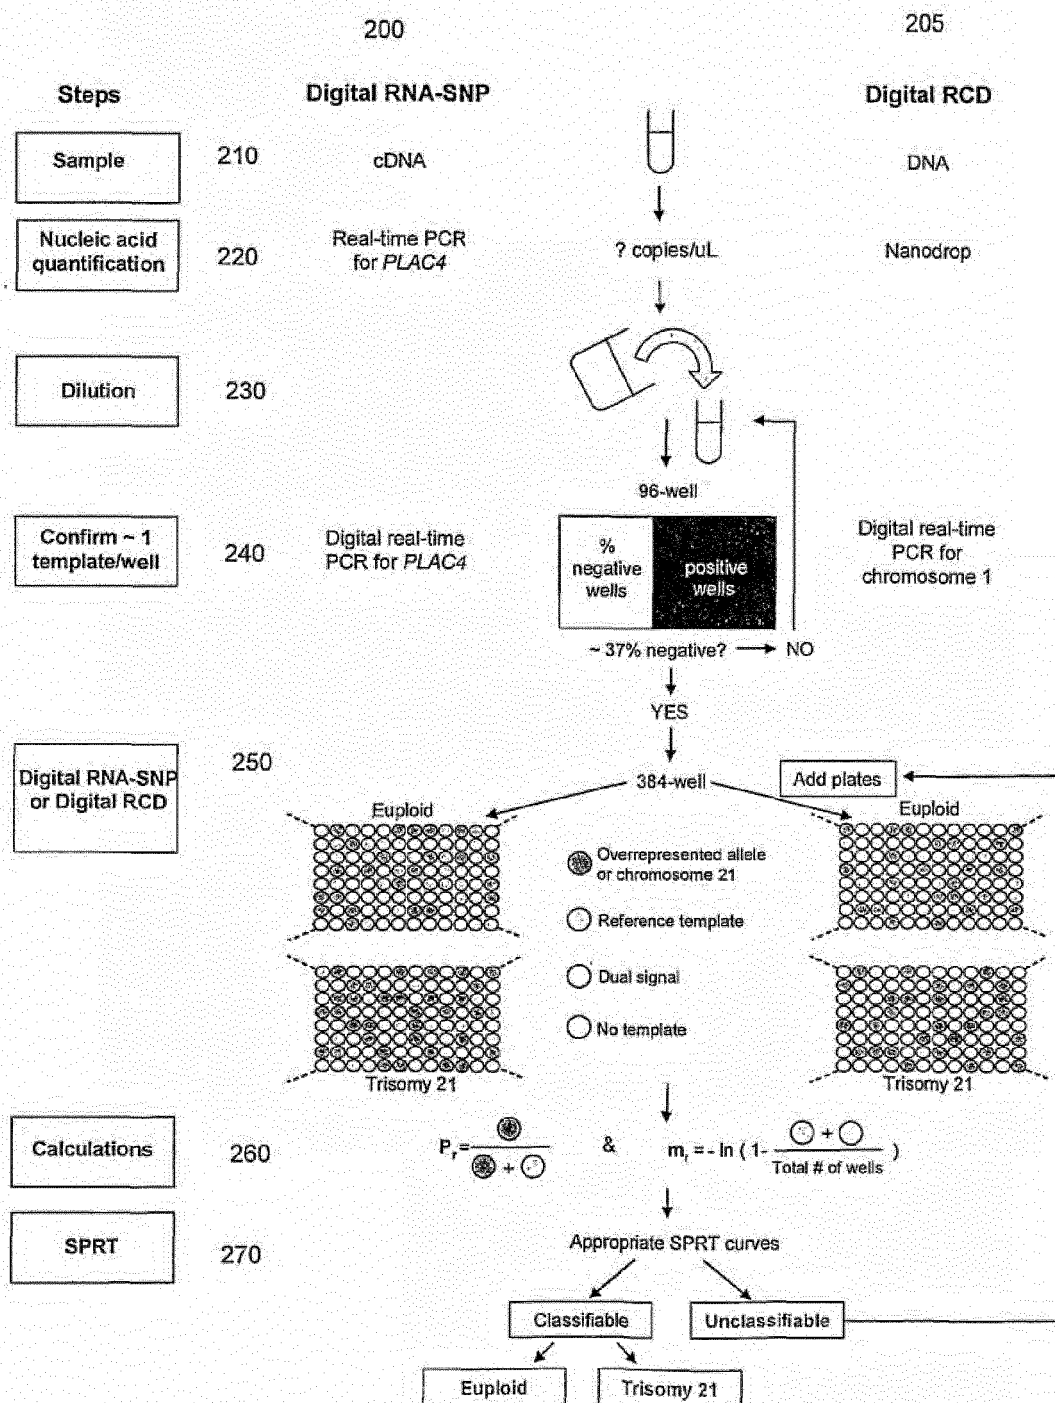 200
205
Steps
Digital RNA-SNP
Digital RCD
Sample
210
cDNA
DNA
Nucleic acid
quantification
220
Real-time PCR
for PLAC4
? copies/uL
Nanodrop
Dilution
230
96-well
Confirm ~ 1
template/well
240
Digital real-time
PCR for PLAC4
%
negative
wells
positive
wells
Digital real-time
PCR for
chromosome 1
~ 37% negative?
NO
YES
Digital RNA-SNP
or Digital RCD
250
384-well
Add plates
Euploid
Euploid
Overrepresented allele
or chromosome 21
Reference template
Dual signal
No template
Trisomy 21
Trisomy 21
Calculations
260
Pr=
+
&
mr = - ln ( 1-
+
Total # of wells
)
SPRT
270
Appropriate SPRT curves
Classifiable
Unclassifiable
Euploid
Trisomy 21